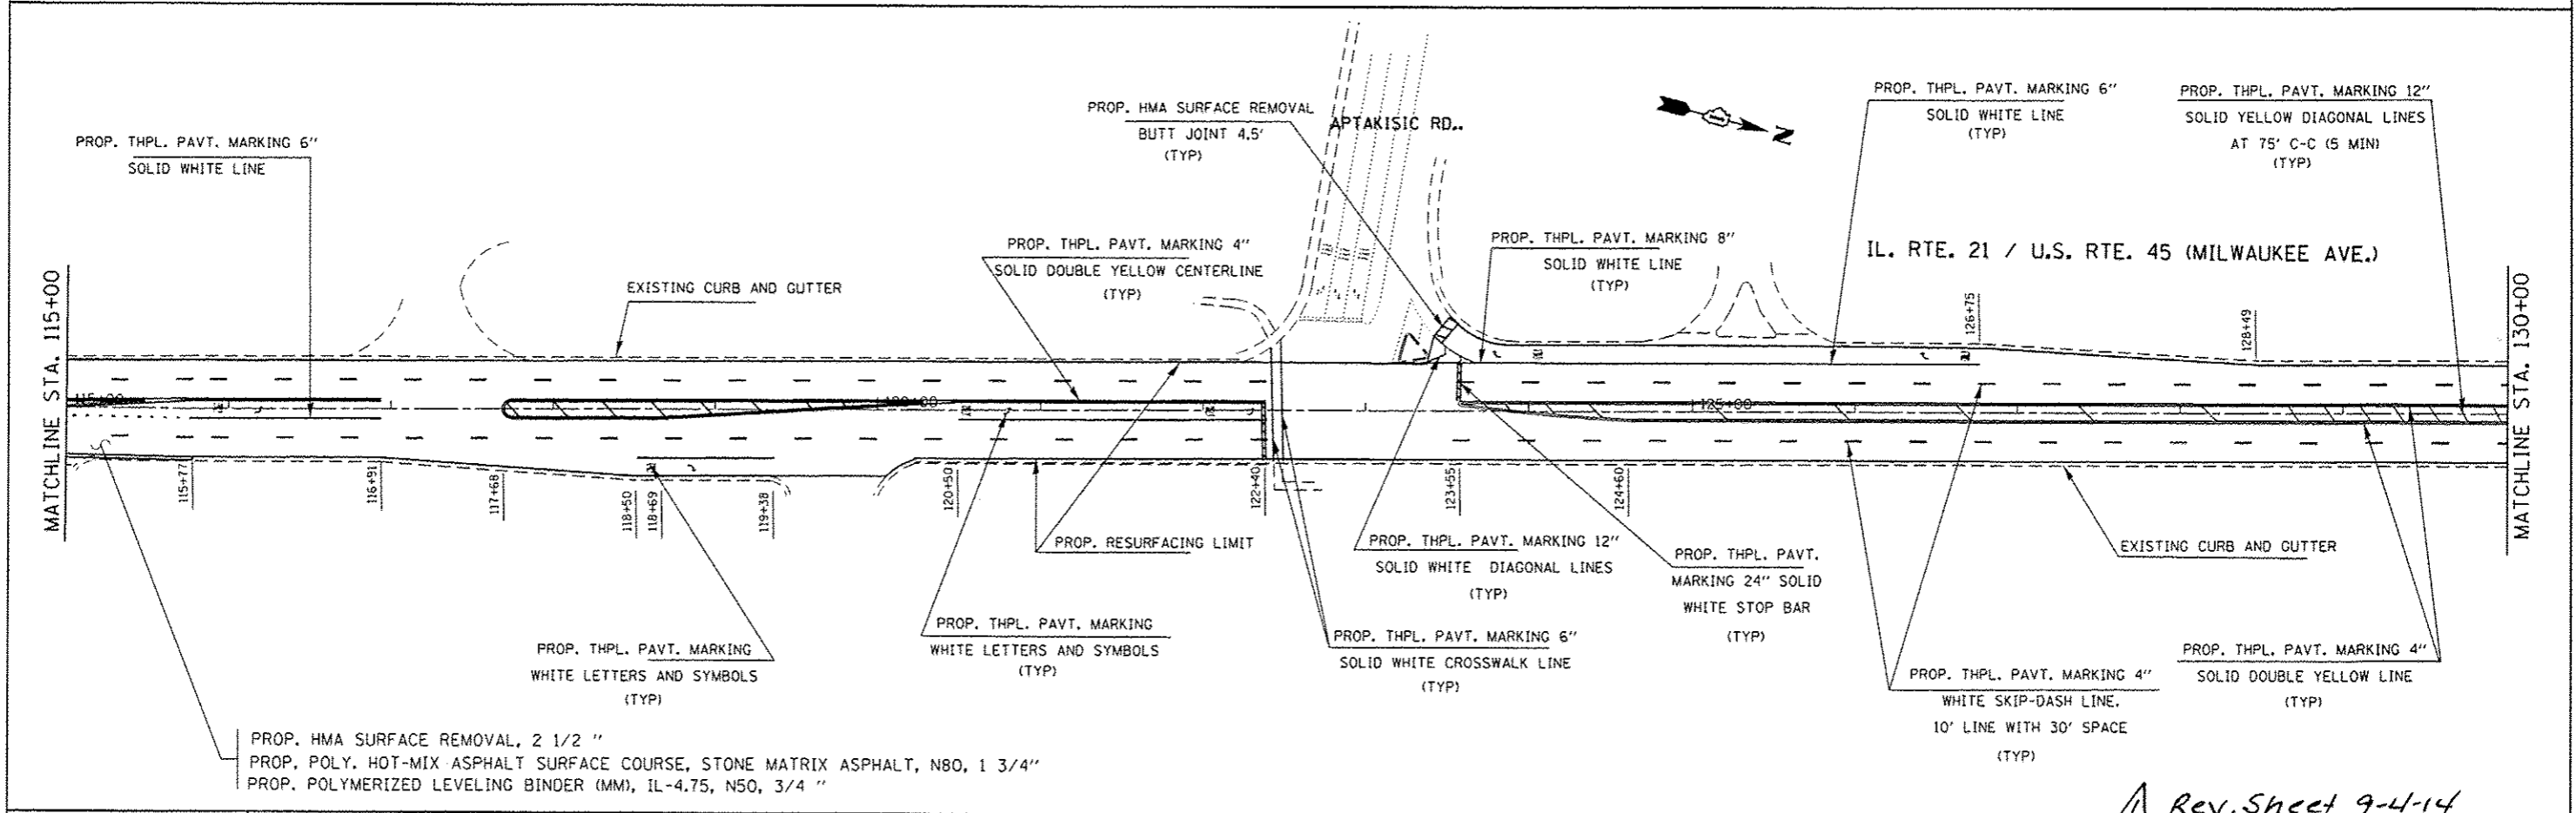 PROP. THPL. PAVT. MARKING 6"
SOLID WHITE LINE
EXISTING CURB AND GUTTER
PROP. THPL. PAVT. MARKING 4"
SOLID DOUBLE YELLOW CENTERLINE
(TYP)
PROP. HMA SURFACE REMOVAL
BUTT JOINT 4.5'
(TYP)
APTAKISIC RD..
N
PROP. THPL. PAVT. MARKING 8"
SOLID WHITE LINE
(TYP)
PROP. THPL. PAVT. MARKING 6"
SOLID WHITE LINE
(TYP)
PROP. THPL. PAVT. MARKING 12"
SOLID YELLOW DIAGONAL LINES
AT 75' C-C (5 MIN)
(TYP)
IL. RTE. 21 / U.S. RTE. 45 (MILWAUKEE AVE.)
126+75
128+49
MATCHLINE STA. 115+00
MATCHLINE STA. 130+00
115+00
125+00
115+77
116+91
117+68
118+50
118+69
119+38
120+50
122+40
123+55
124+60
PROP. RESURFACING LIMIT
PROP. THPL. PAVT. MARKING 12"
SOLID WHITE DIAGONAL LINES
(TYP)
PROP. THPL. PAVT.
MARKING 24" SOLID
WHITE STOP BAR
(TYP)
EXISTING CURB AND GUTTER
PROP. THPL. PAVT. MARKING
WHITE LETTERS AND SYMBOLS
(TYP)
PROP. THPL. PAVT. MARKING
WHITE LETTERS AND SYMBOLS
(TYP)
PROP. THPL. PAVT. MARKING 6"
SOLID WHITE CROSSWALK LINE
(TYP)
PROP. THPL. PAVT. MARKING 4"
WHITE SKIP-DASH LINE.
10' LINE WITH 30' SPACE
(TYP)
PROP. THPL. PAVT. MARKING 4"
SOLID DOUBLE YELLOW LINE
(TYP)
PROP. HMA SURFACE REMOVAL, 2 1/2 "
PROP. POLY. HOT-MIX ASPHALT SURFACE COURSE, STONE MATRIX ASPHALT, N80, 1 3/4"
PROP. POLYMERIZED LEVELING BINDER (MM), IL-4.75, N50, 3/4 "
Rev. Sheet 9-4-14